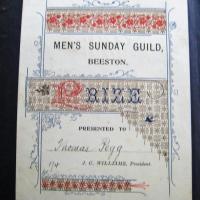 MEN'S SUNDAY GUILD,
BEESTON.
PRIZE
PRESENTED TO
Thomas Pegg
J. C. WILLIAMS, President.